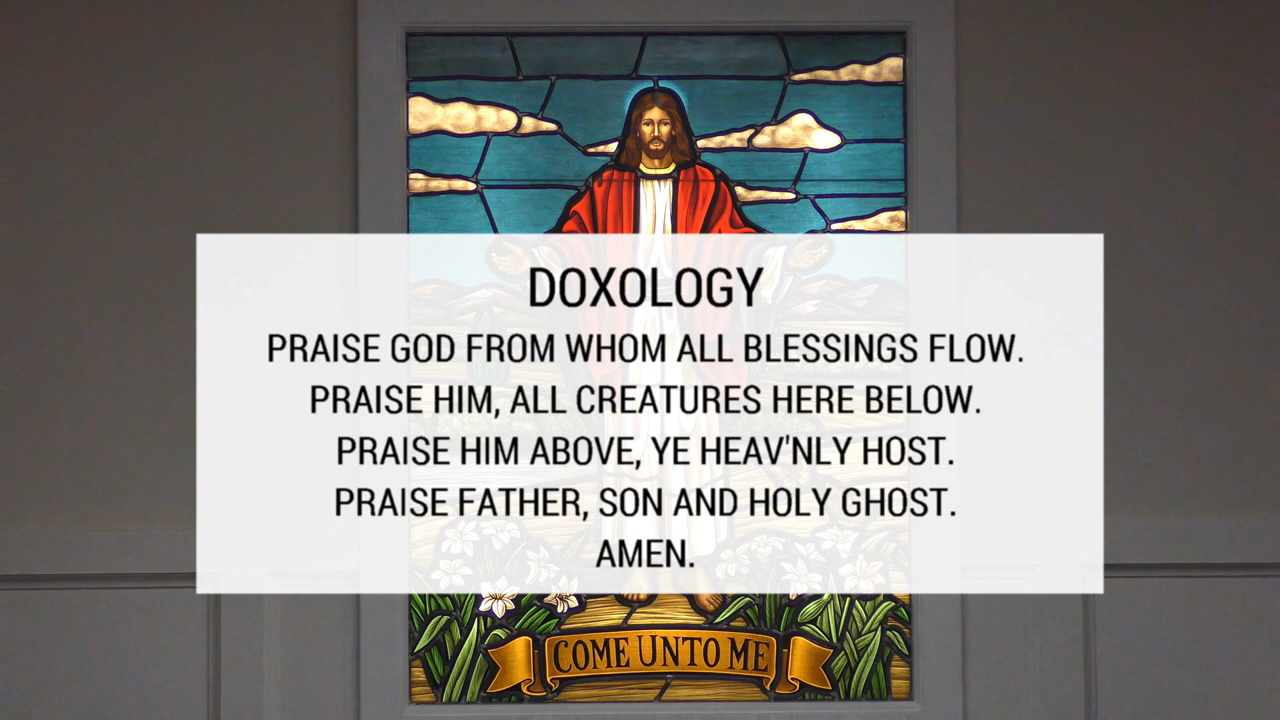 DOXOLOGY
PRAISE GOD FROM WHOM ALL BLESSINGS FLOW.
PRAISE HIM, ALL CREATURES HERE BELOW.
PRAISE HIM ABOVE, YE HEAV'NLY HOST.
PRAISE FATHER, SON AND HOLY GHOST.
AMEN.
COME UNTO ME